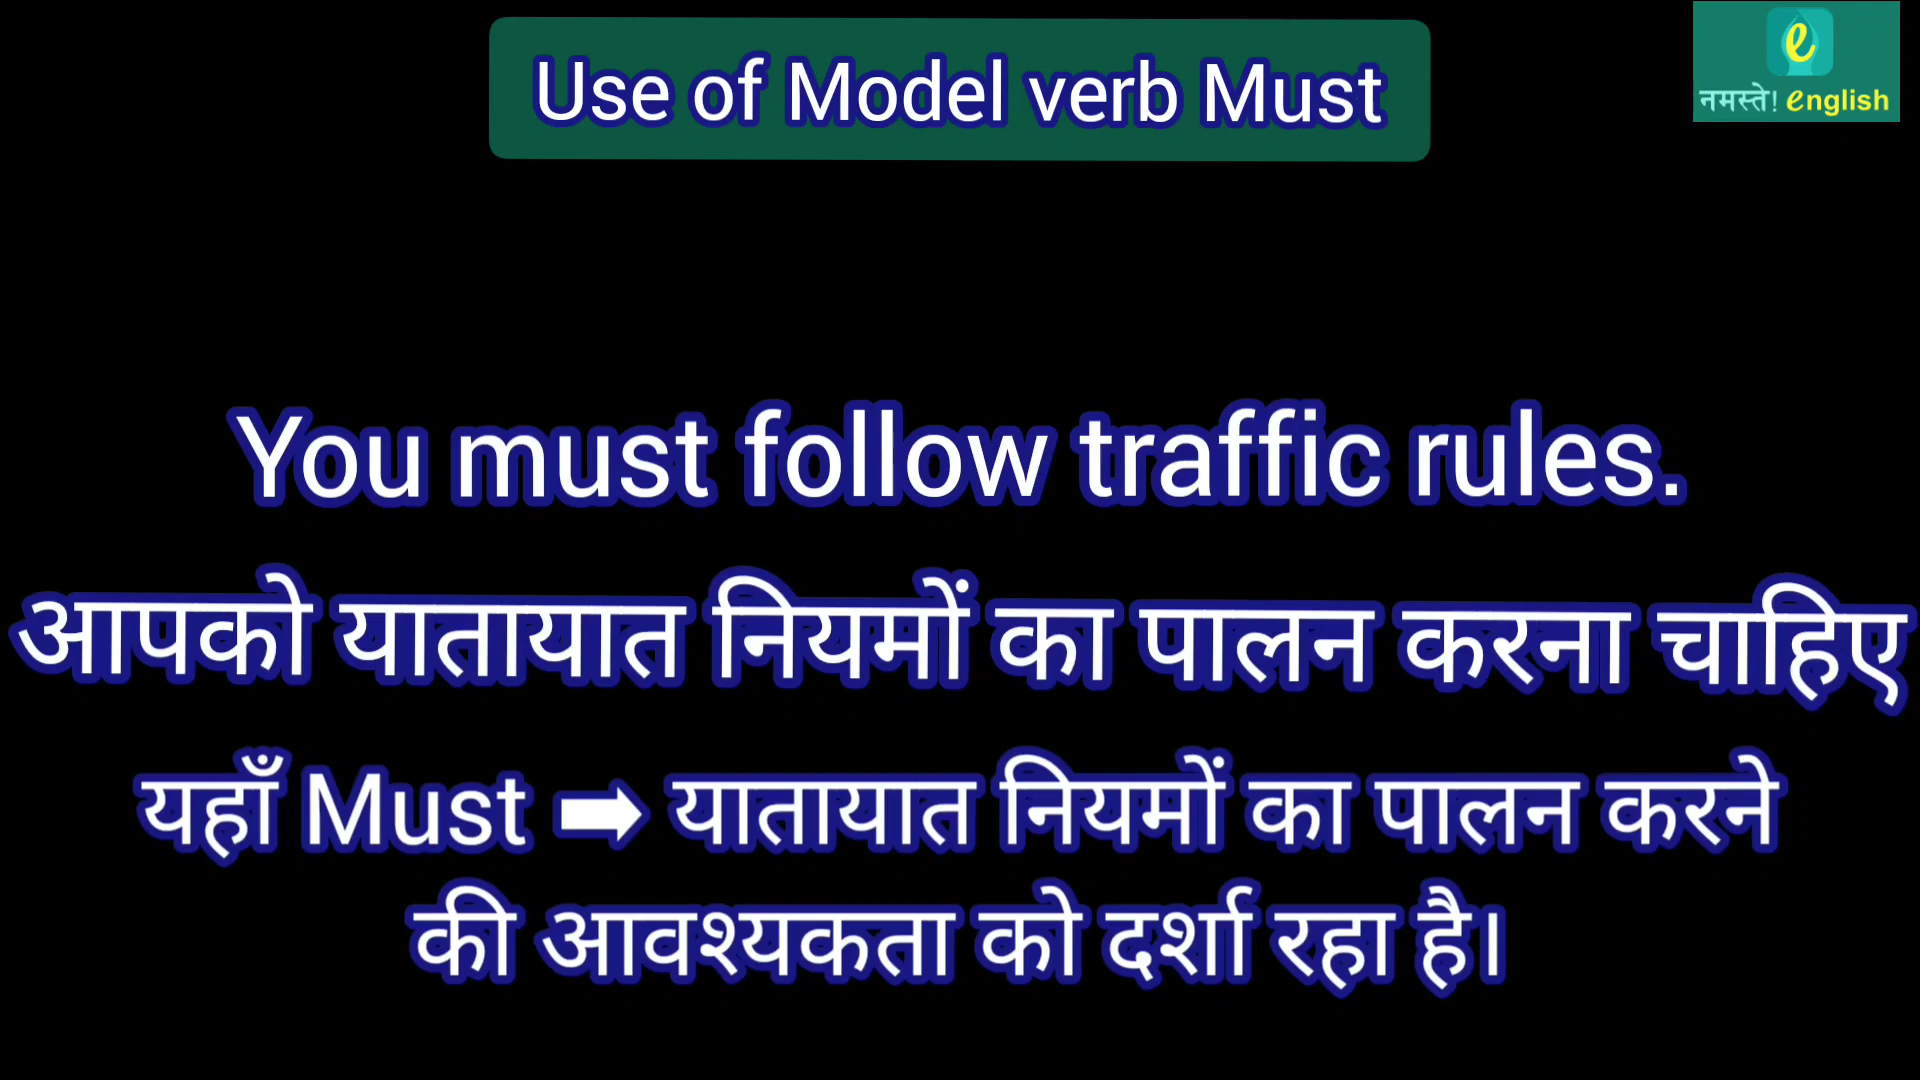 Use of Model verb Must
e
नमस्ते! english
You must follow traffic rules.
आपको यातायात नियमों का पालन करना चाहिए
यहाँ Must ➡ यातायात नियमों का पालन करने
की आवश्यकता को दर्शा रहा है।